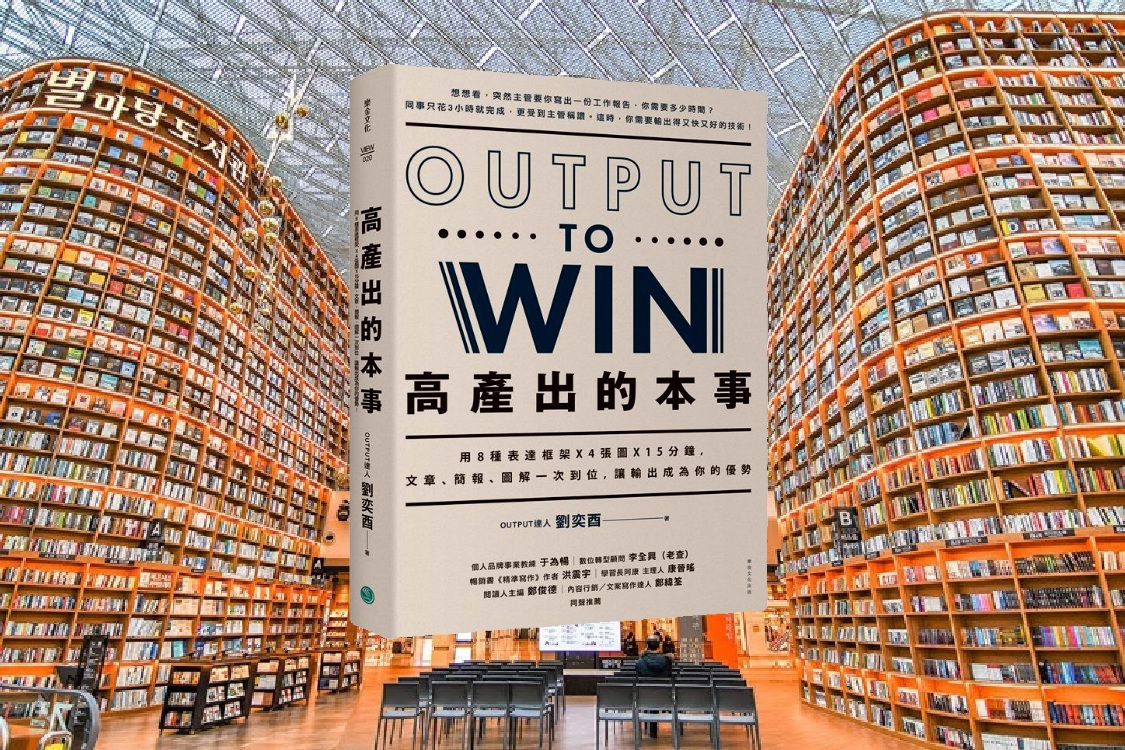 별마당 도서관
樂金文化
VIEW
020
高產出的本事
OUTPUT達人 劉奕酉 著
想想看，突然主管要你寫出一份工作報告，你需要多少時間？
同事只花3小時就完成，更受到主管稱讚。這時，你需要輸出得又快又好的技術！
OUTPUT
TO
WIN
高產出的本事
用8種表達框架X4張圖X15分鐘，
文章、簡報、圖解一次到位，讓輸出成為你的優勢
OUTPUT達人 劉奕酉 著
個人品牌事業教練 于為暢｜數位轉型顧問 李全興（老查）
暢銷書《精準寫作》作者 洪震宇｜學習長阿康 主理人 康晉瑜
閱讀人主編 鄭俊德｜內容行銷／文案寫作達人 鄭緯筌
同聲推薦
A
B